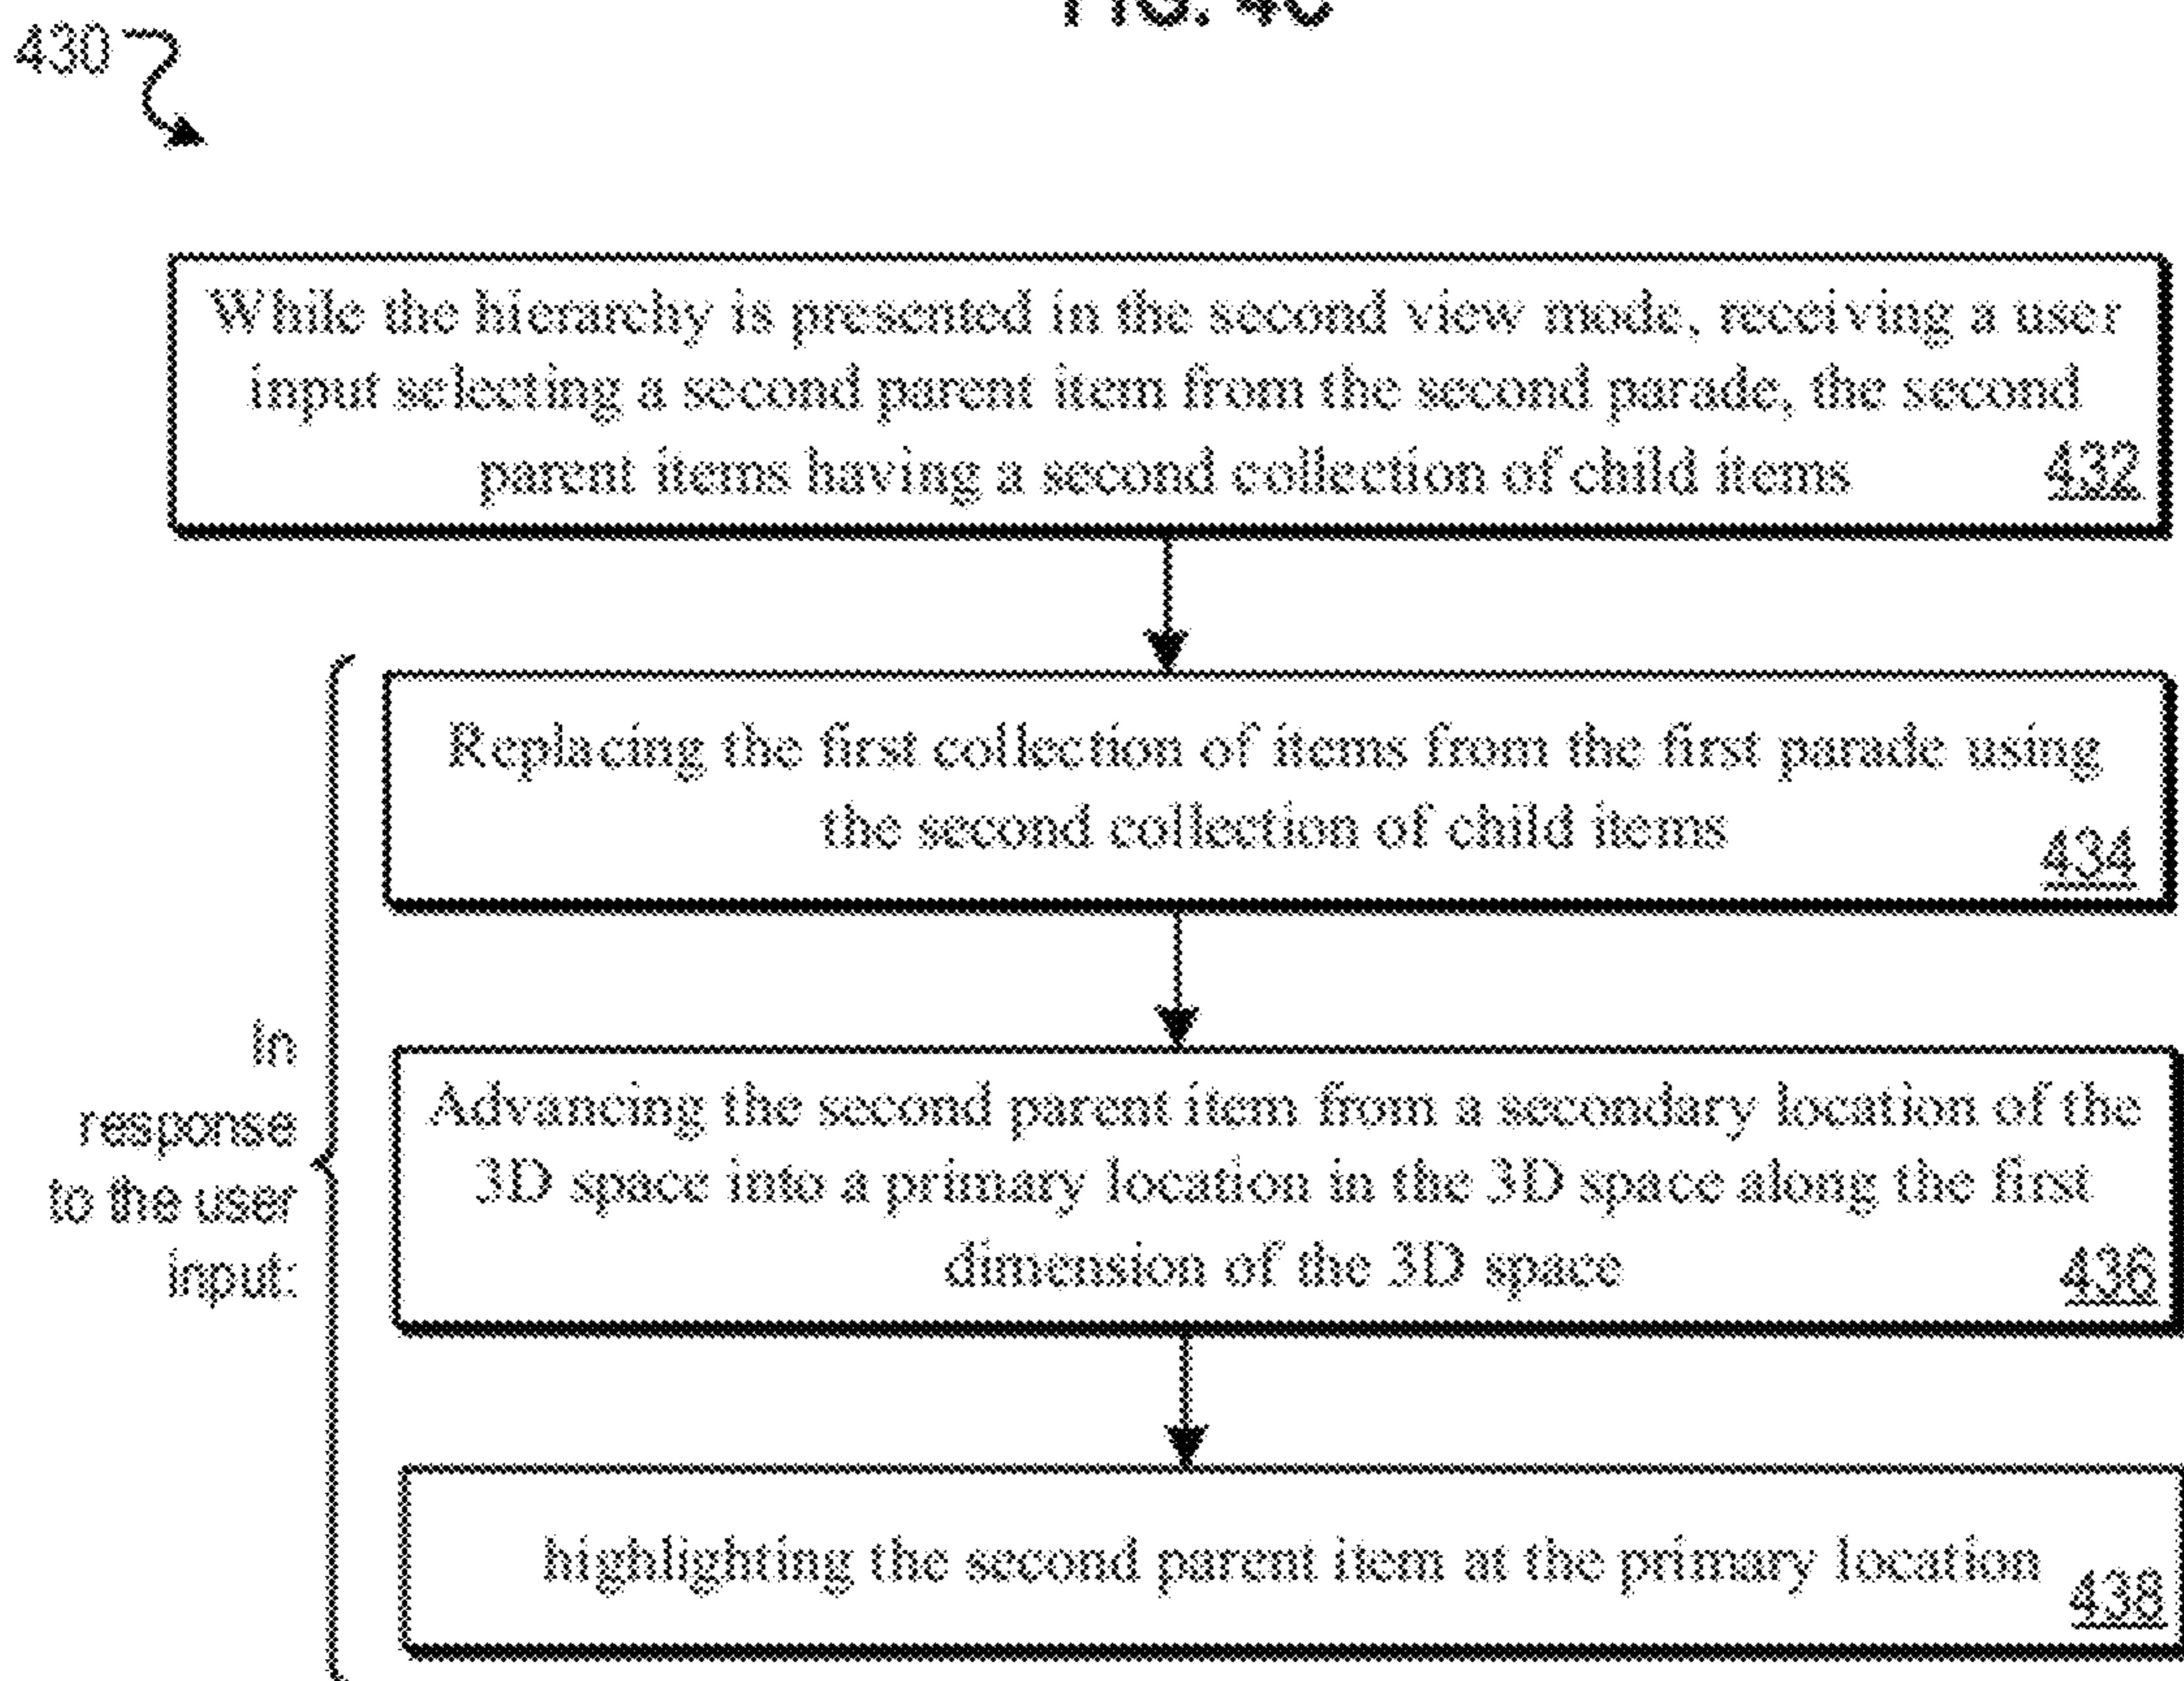 FIG. 4C
430
While the hierarchy is presented in the second view mode, receiving a user
input selecting a second parent item from the second parade, the second
parent items having a second collection of child items
432
Replacing the first collection of items from the first parade using
the second collection of child items
434
In
response
to the user
input:
Advancing the second parent item from a secondary location of the
3D space into a primary location in the 3D space along the first
dimension of the 3D space
436
highlighting the second parent item at the primary location
438